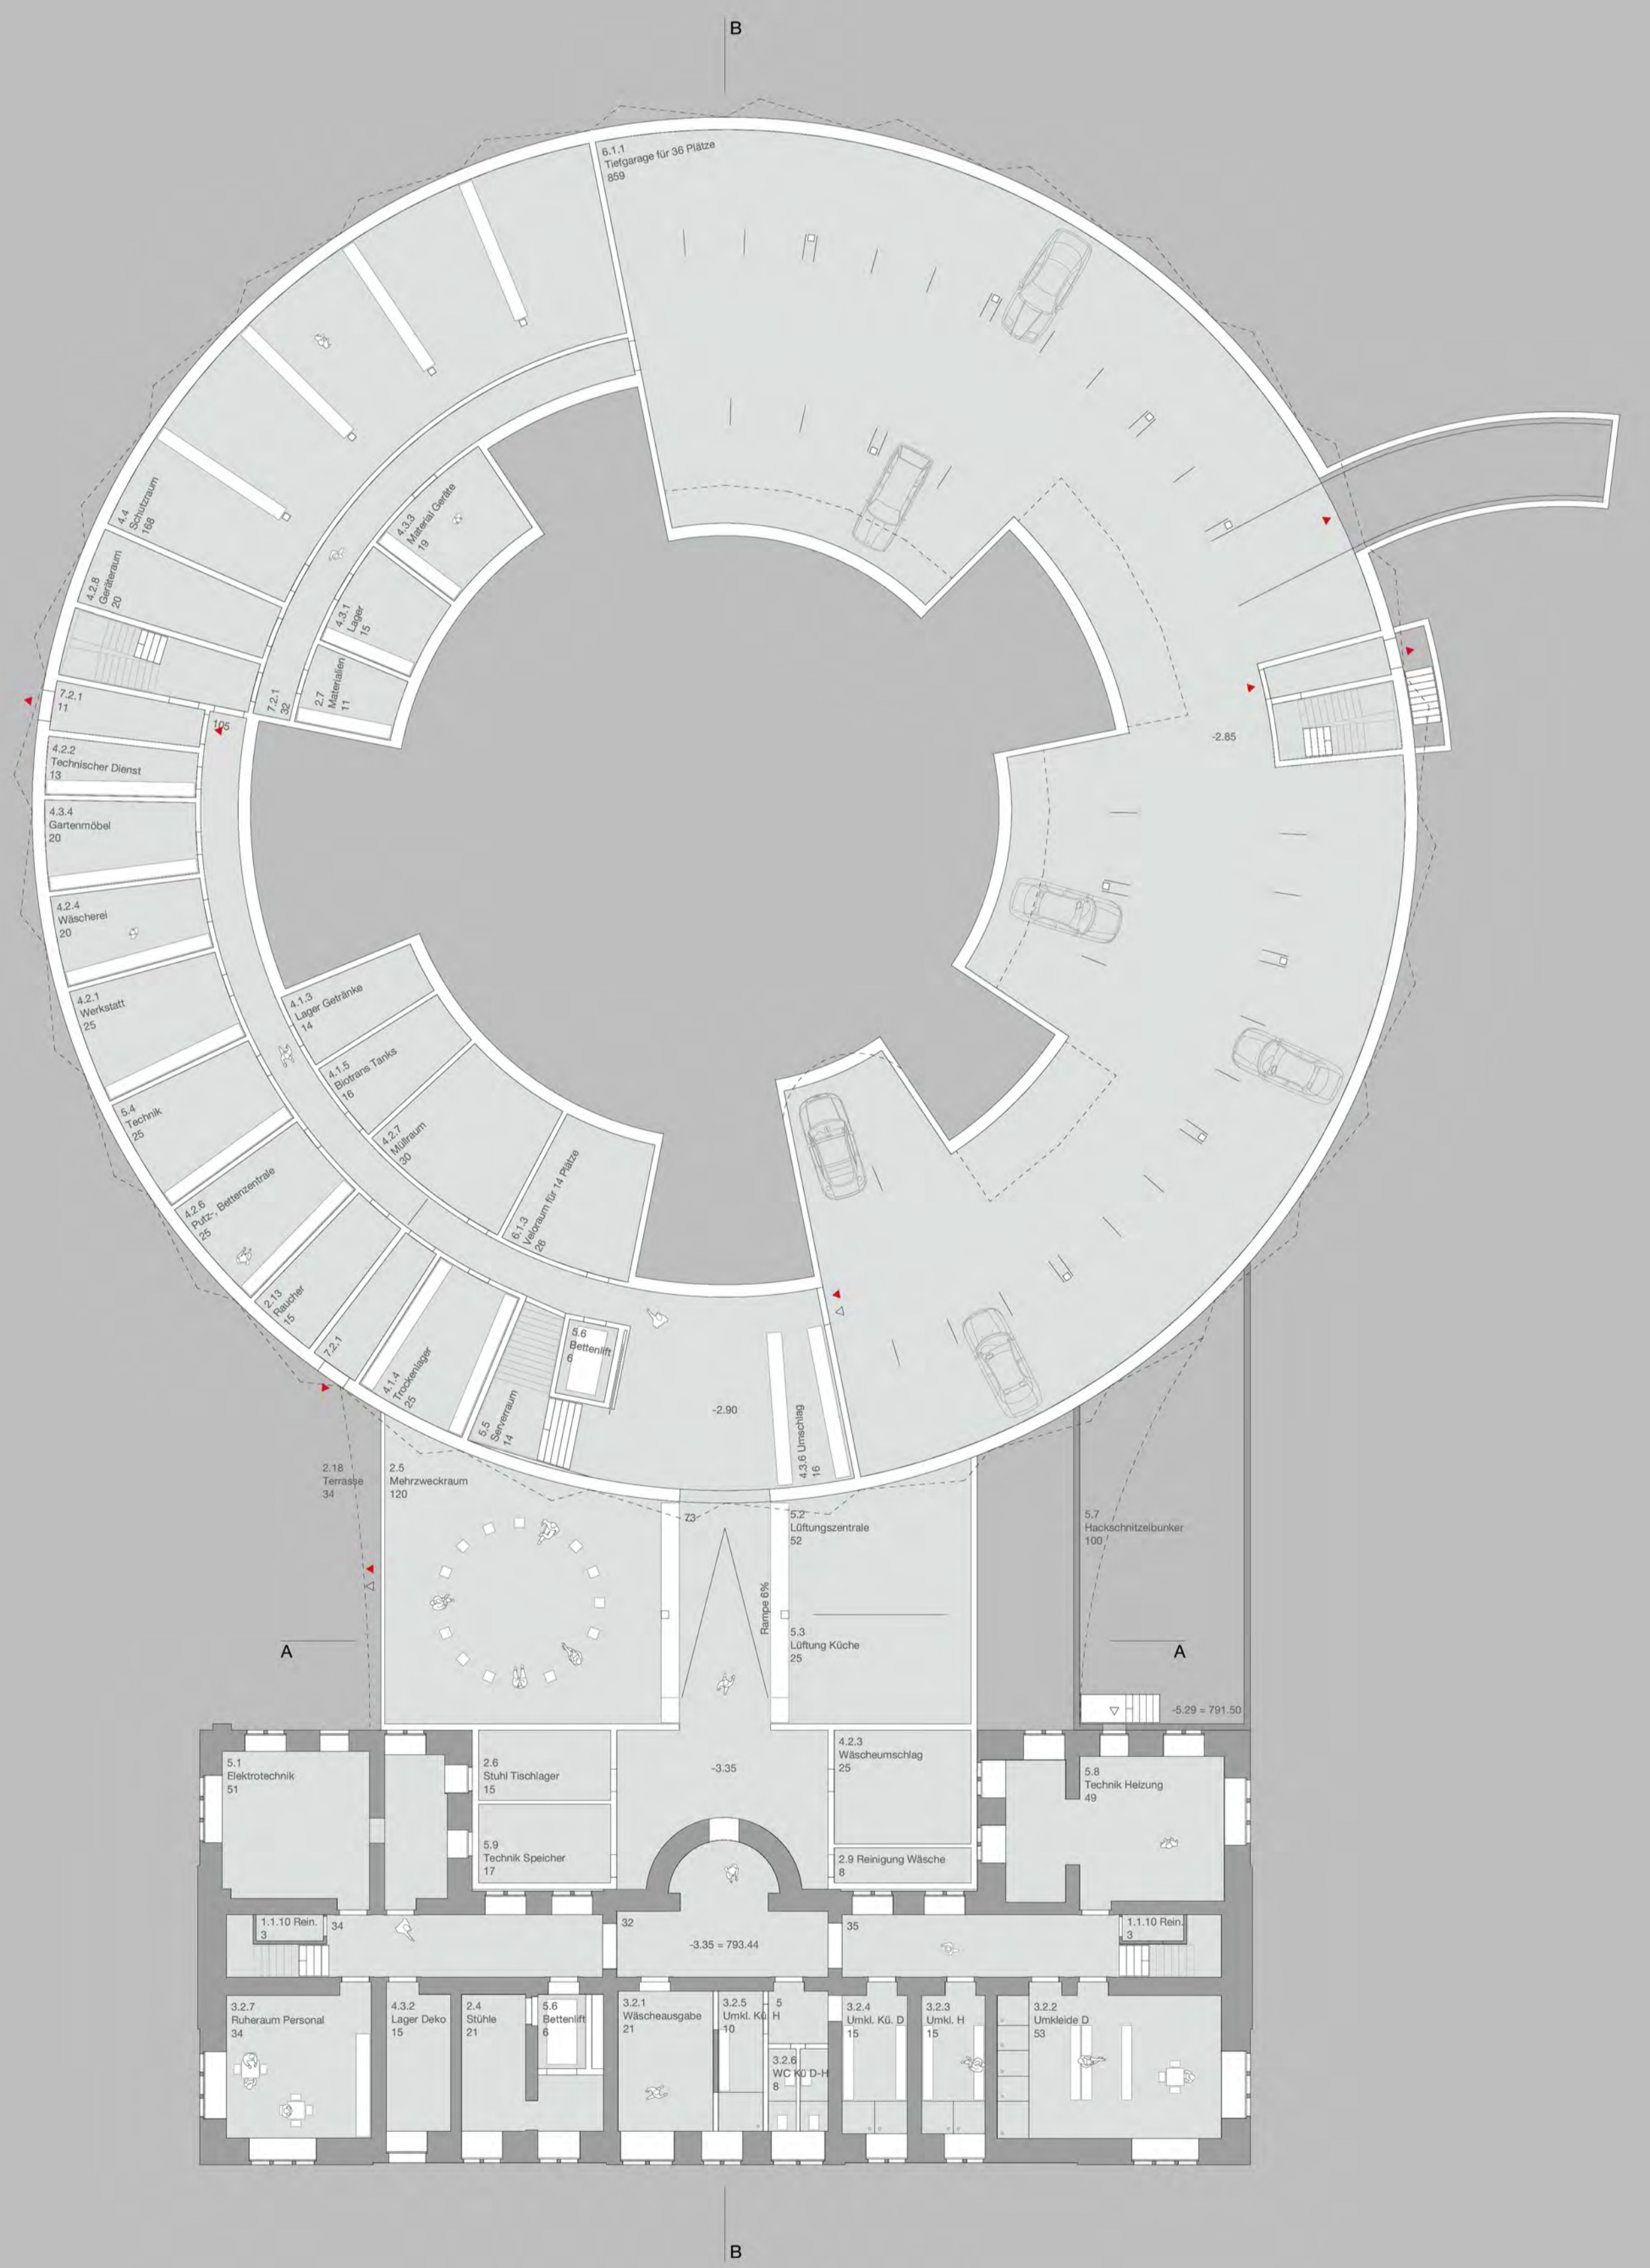 B
6.1.1
Tiefgarage für 36 Plätze
859
4.4
Schutzraum
168
4.3.3
Material Geräte
19
4.2.8
Geräteraum
20
4.3.1
Lager
15
2.7
Materialien
11
7.2.1
32
7.2.1
11
105
-2.85
4.2.2
Technischer Dienst
13
4.3.4
Gartenmöbel
20
4.2.4
Wäscherei
20
4.2.1
Werkstatt
25
4.1.3
Lager Getränke
14
4.1.5
Biotrans Tanks
16
5.4
Technik
25
4.2.7
Müllraum
30
4.2.6
Putz-, Bettenzentrale
25
6.1.3
Veloraum für 14 Plätze
26
2.13
Raucher
15
7.2.1
4.1.4
Trockenlager
25
5.6
Bettenlift
6
5.5
Serverraum
14
-2.90
4.3.6 Umschlag
16
2.18
Terrasse
34
2.5
Mehrzweckraum
120
73
5.2
Lüftungszentrale
52
5.7
Hackschnitzelbunker
100
Rampe 6%
5.3
Lüftung Küche
25
A
A
-5.29 = 791.50
5.1
Elektrotechnik
51
2.6
Stuhl Tischlager
15
-3.35
4.2.3
Wäscheumschlag
25
5.8
Technik Heizung
49
5.9
Technik Speicher
17
2.9 Reinigung Wäsche
8
1.1.10 Rein.
3
34
32
-3.35 = 793.44
35
1.1.10 Rein.
3
3.2.7
Ruheraum Personal
34
4.3.2
Lager Deko
15
2.4
Stühle
21
5.6
Bettenlift
6
3.2.1
Wäscheausgabe
21
3.2.5
Umkl. Kü H
10
5
3.2.6
WC Kü D-H
8
3.2.4
Umkl. Kü. D
15
3.2.3
Umkl. H
15
3.2.2
Umkleide D
53
B